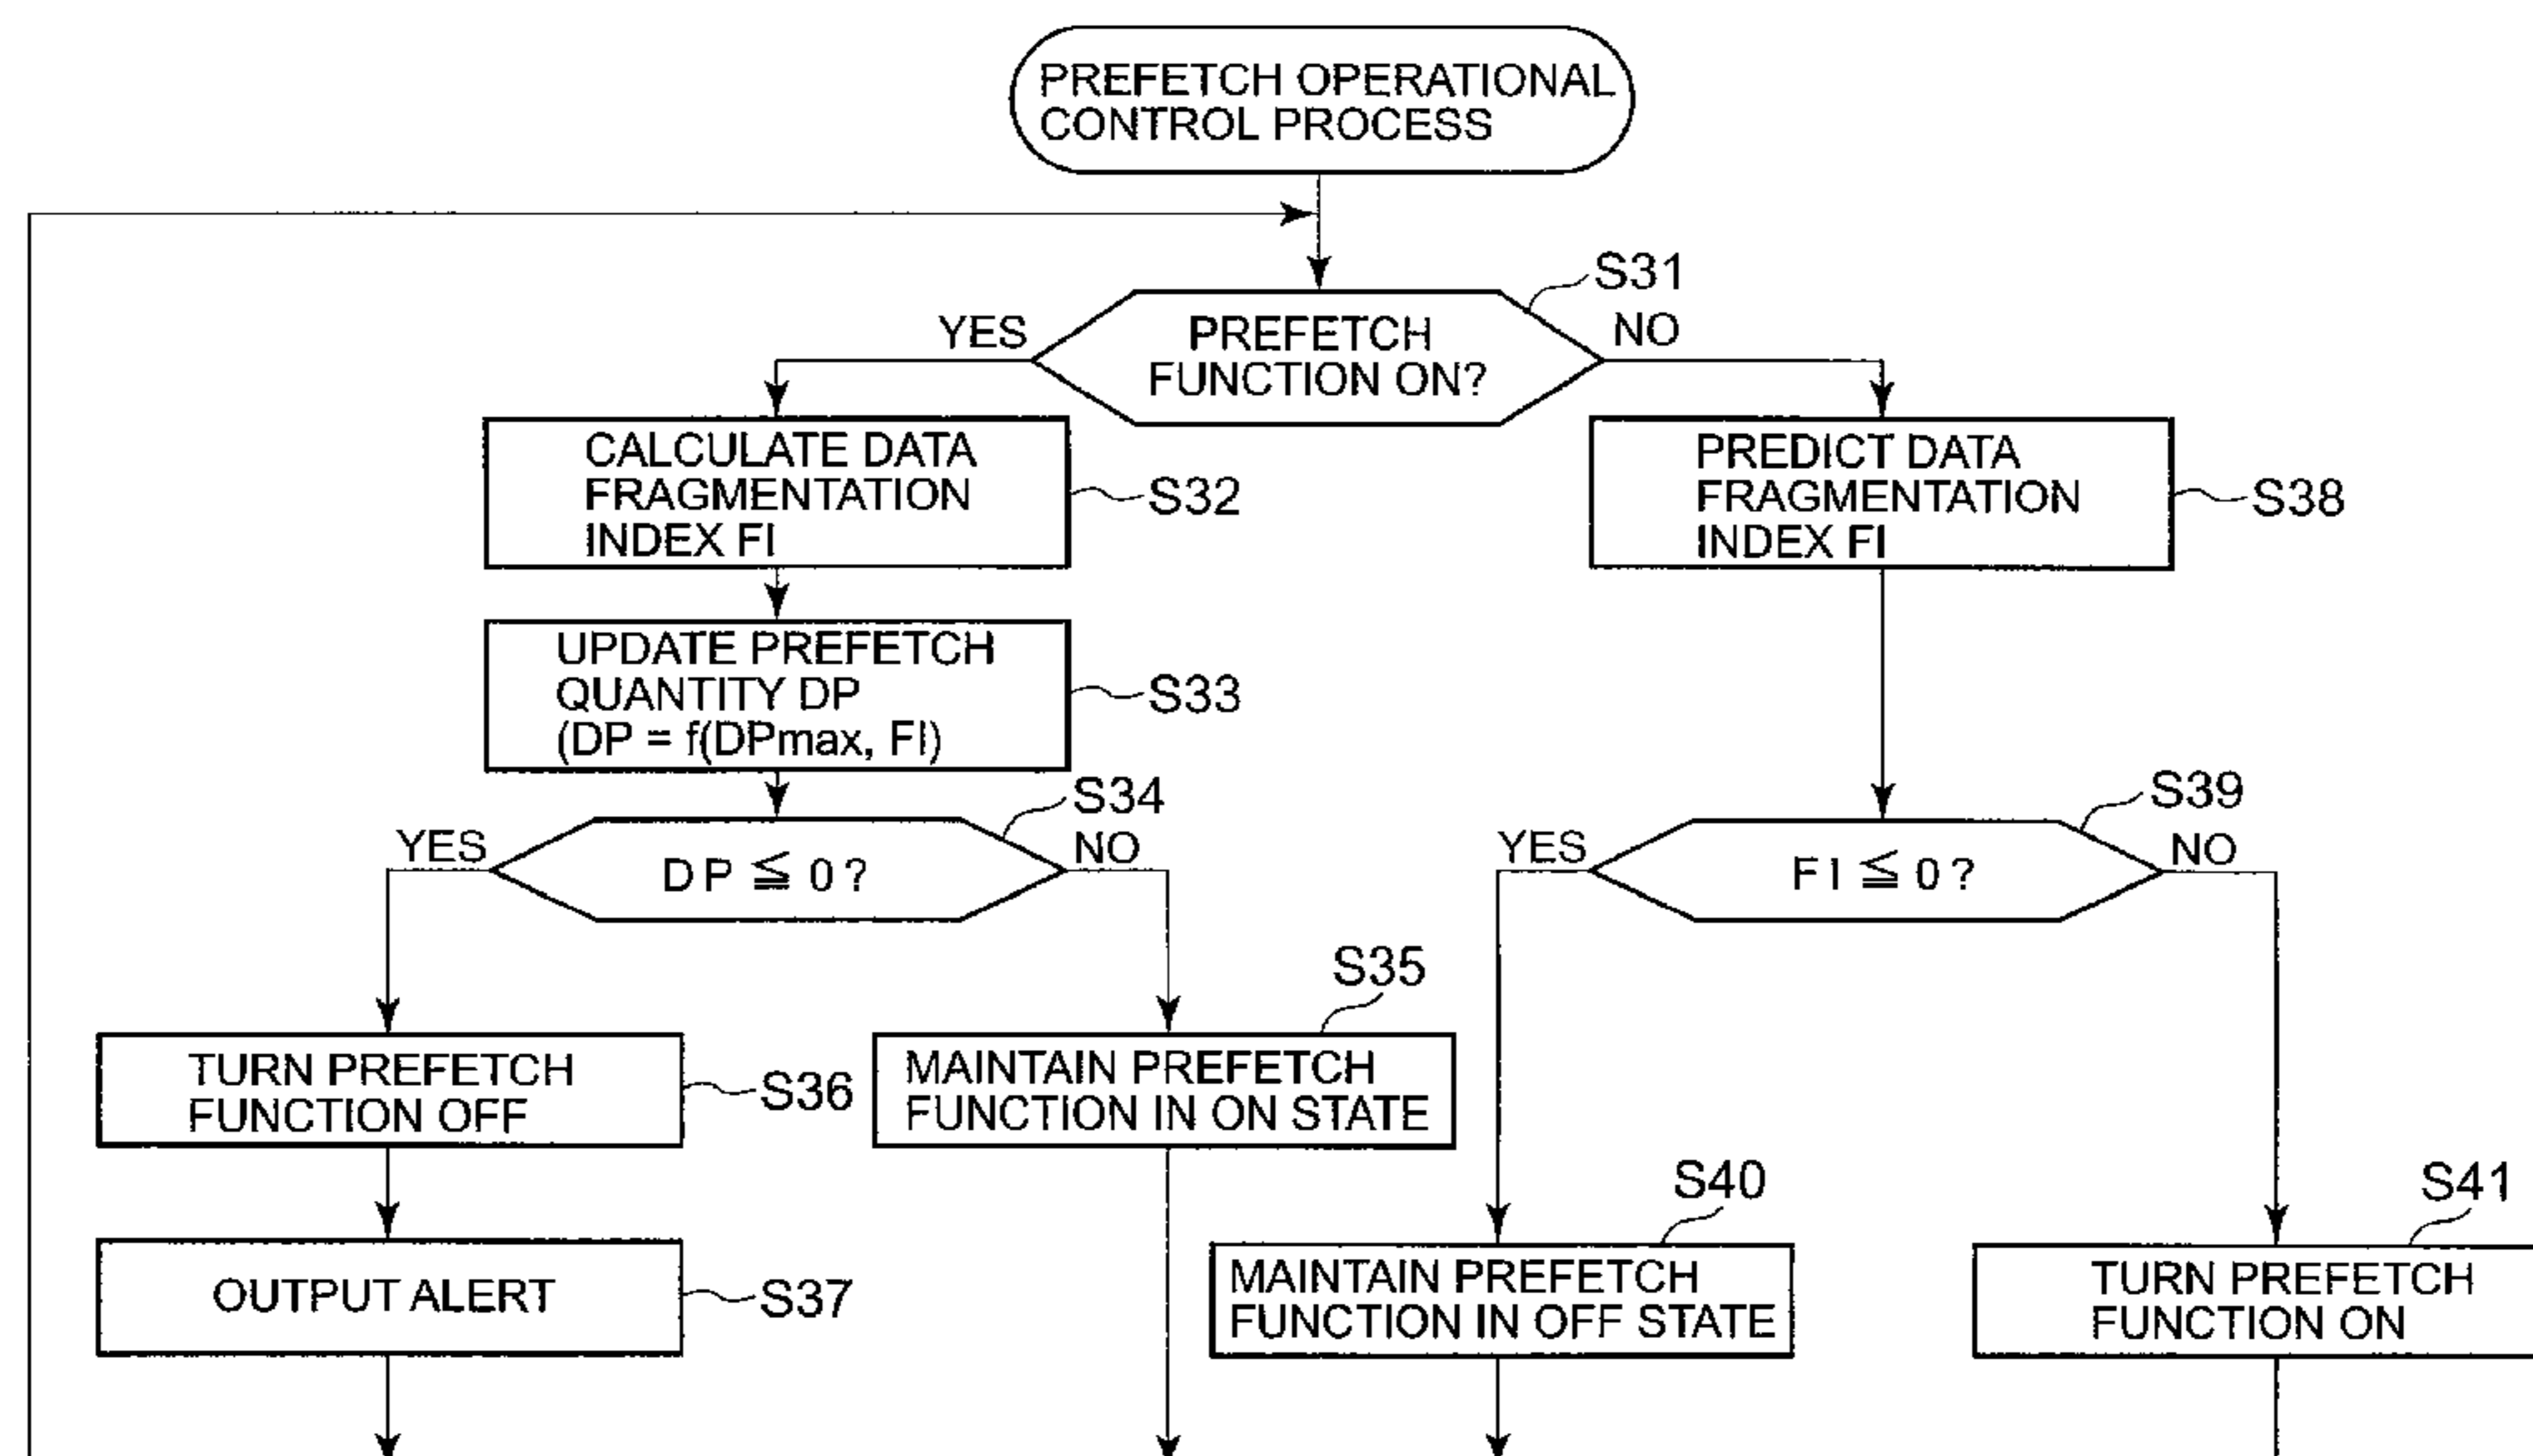 PREFETCH OPERATIONAL
CONTROL PROCESS
S31
YES
PREFETCH
FUNCTION ON?
NO
CALCULATE DATA
FRAGMENTATION
INDEX FI
S32
PREDICT DATA
FRAGMENTATION
INDEX FI
S38
UPDATE PREFETCH
QUANTITY DP
(DP = f(DPmax, FI)
S33
S34
YES
DP ≦ 0?
NO
S39
YES
FI ≦ 0?
NO
S35
TURN PREFETCH
FUNCTION OFF
S36
MAINTAIN PREFETCH
FUNCTION IN ON STATE
S40
S41
OUTPUT ALERT
S37
MAINTAIN PREFETCH
FUNCTION IN OFF STATE
TURN PREFETCH
FUNCTION ON